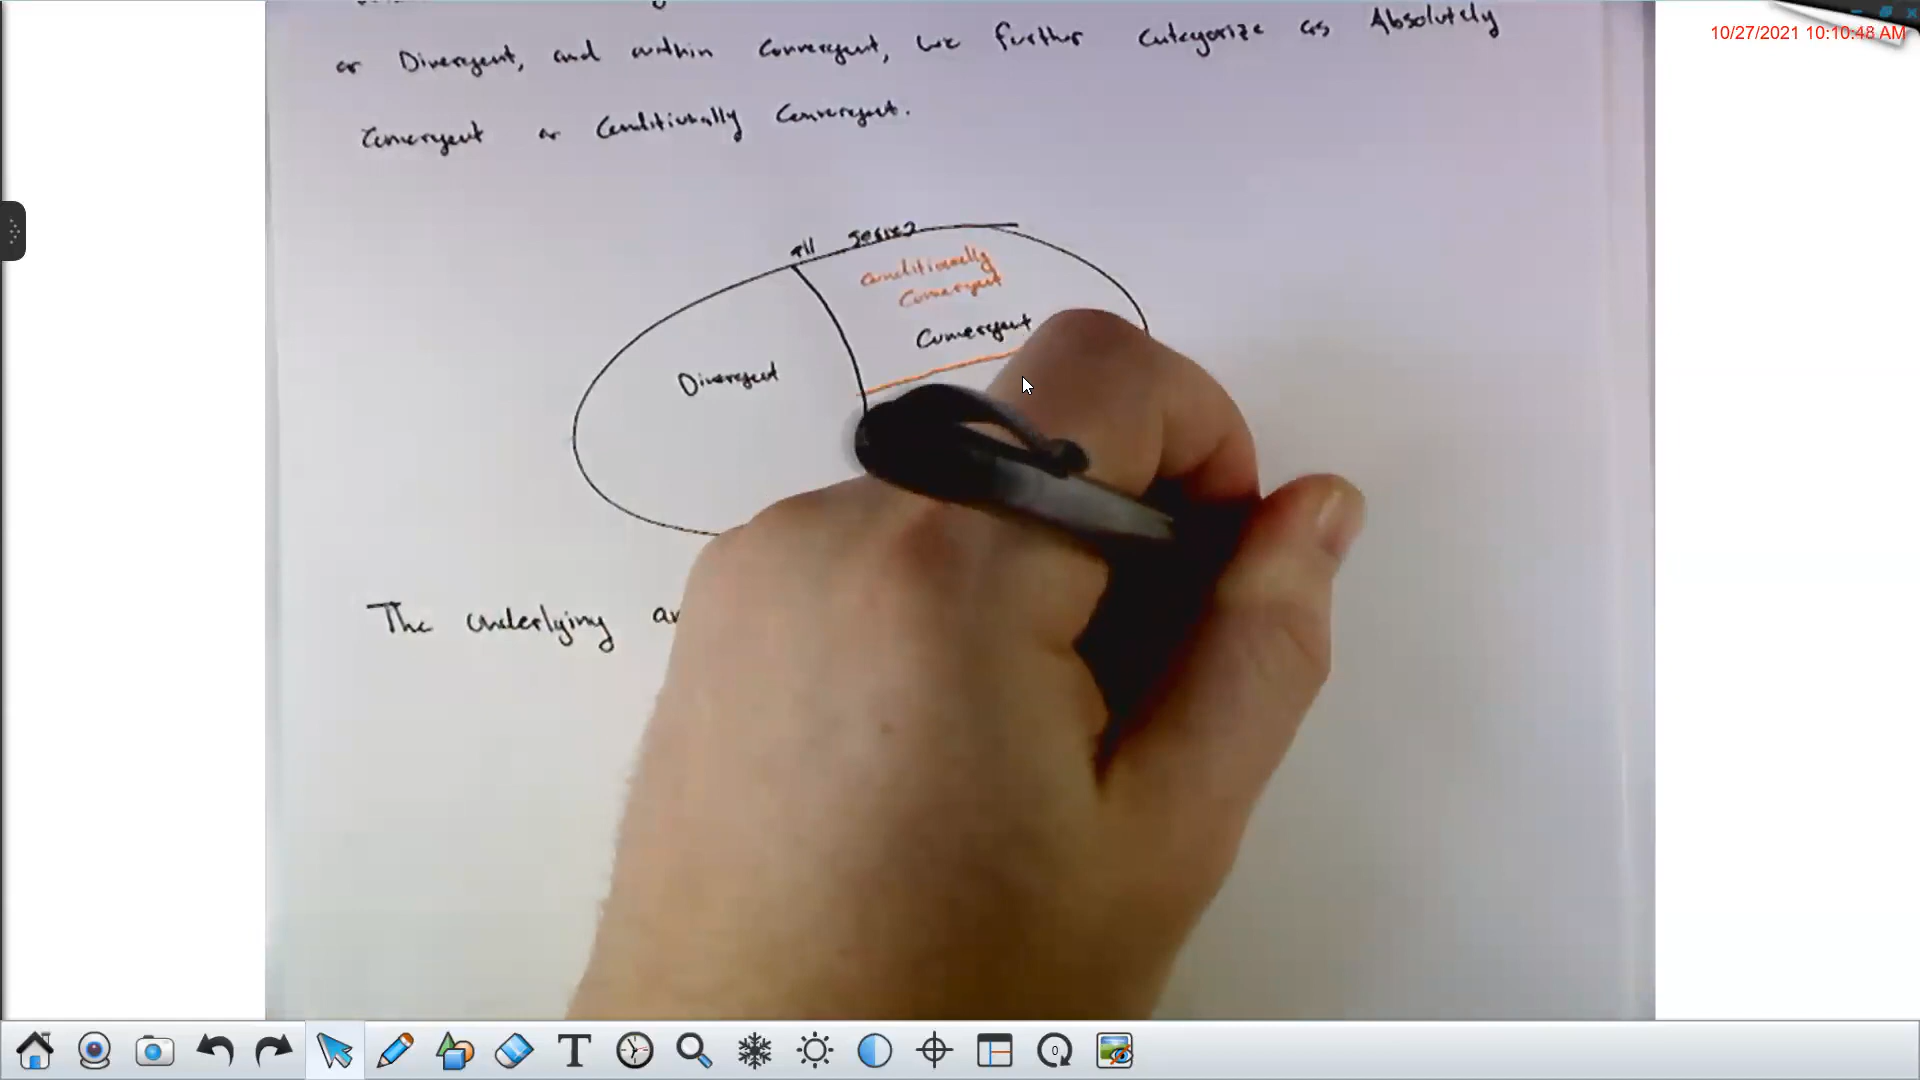 10/27/2021 10:10:48 AM
or Divergent, and within Convergent, we further categorize as Absolutely
Convergent or Conditionally Convergent.
all series
Conditionally
Convergent
Convergent
Divergent
The underlying
T
0